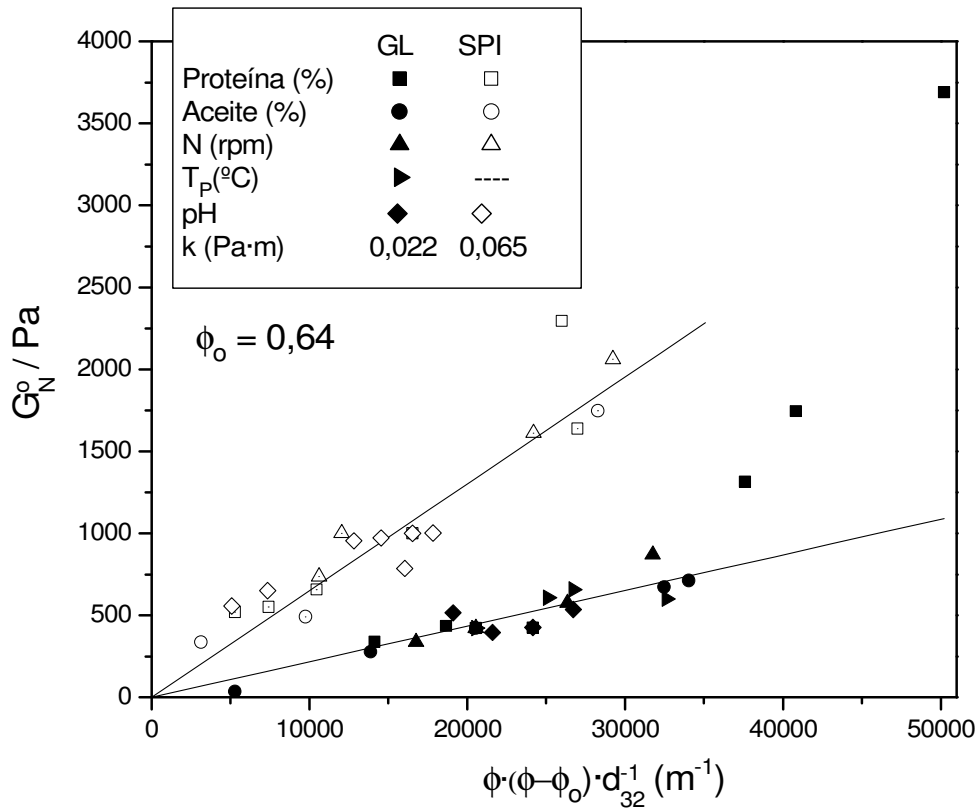 GL SPI
Proteína (%)
Aceite (%)
N (rpm)
T_P(ºC) ----
pH
k (Pa·m) 0,022 0,065
ϕ_o = 0,64
G_N^o / Pa
4000
3500
3000
2500
2000
1500
1000
500
0
0 10000 20000 30000 40000 50000
ϕ·(ϕ–ϕ_o)·d_32^-1 (m^-1)